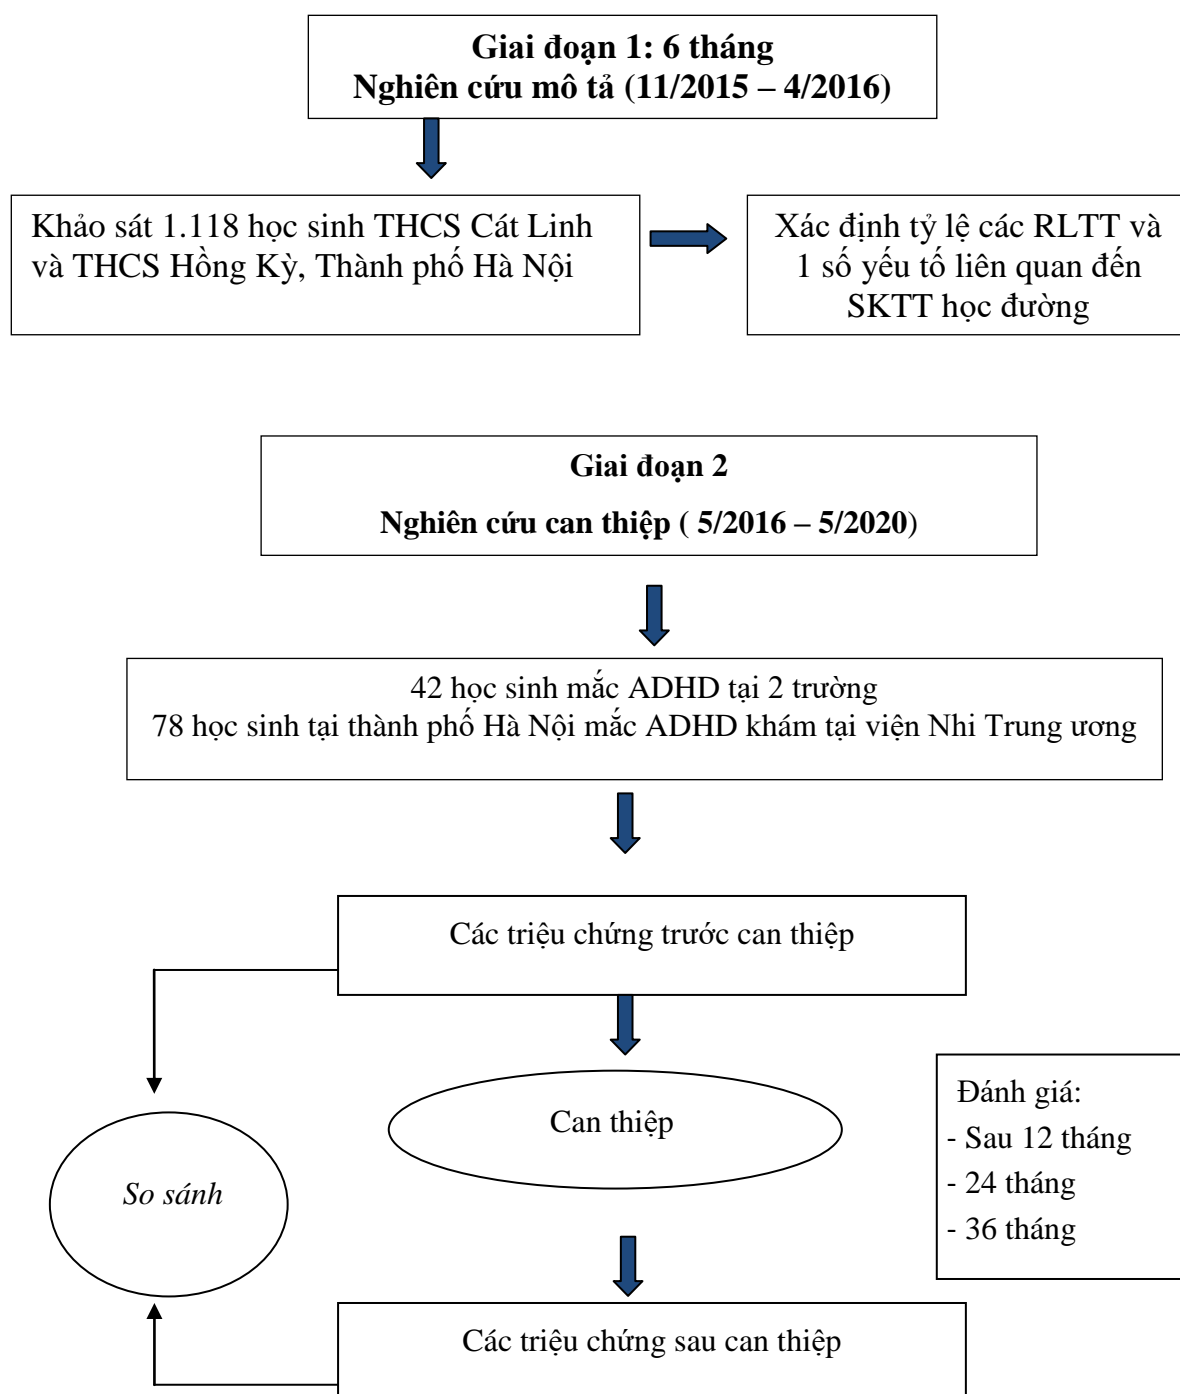 Giai đoạn 1: 6 tháng
Nghiên cứu mô tả (11/2015 – 4/2016)
Khảo sát 1.118 học sinh THCS Cát Linh
và THCS Hồng Kỳ, Thành phố Hà Nội
Xác định tỷ lệ các RLTT và
1 số yếu tố liên quan đến
SKTT học đường
Giai đoạn 2
Nghiên cứu can thiệp ( 5/2016 – 5/2020)
42 học sinh mắc ADHD tại 2 trường
78 học sinh tại thành phố Hà Nội mắc ADHD khám tại viện Nhi Trung ương
Các triệu chứng trước can thiệp
Can thiệp
So sánh
Đánh giá:
- Sau 12 tháng
- 24 tháng
- 36 tháng
Các triệu chứng sau can thiệp